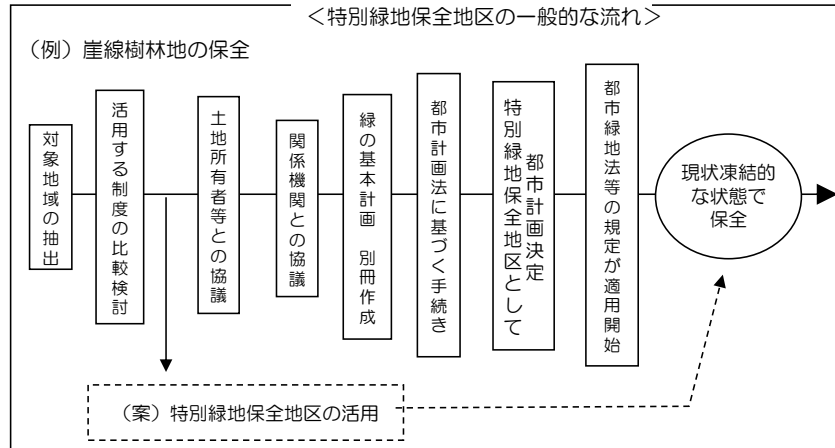 ＜特別緑地保全地区の一般的な流れ＞
（例）崖線樹林地の保全
対象地域の抽出
活用する制度の比較検討
土地所有者等との協議
関係機関との協議
緑の基本計画　別冊作成
都市計画法に基づく手続き
特別緑地保全地区として
都市計画決定
都市緑地法等の規定が適用開始
現状凍結的
な状態で
保全
（案）特別緑地保全地区の活用